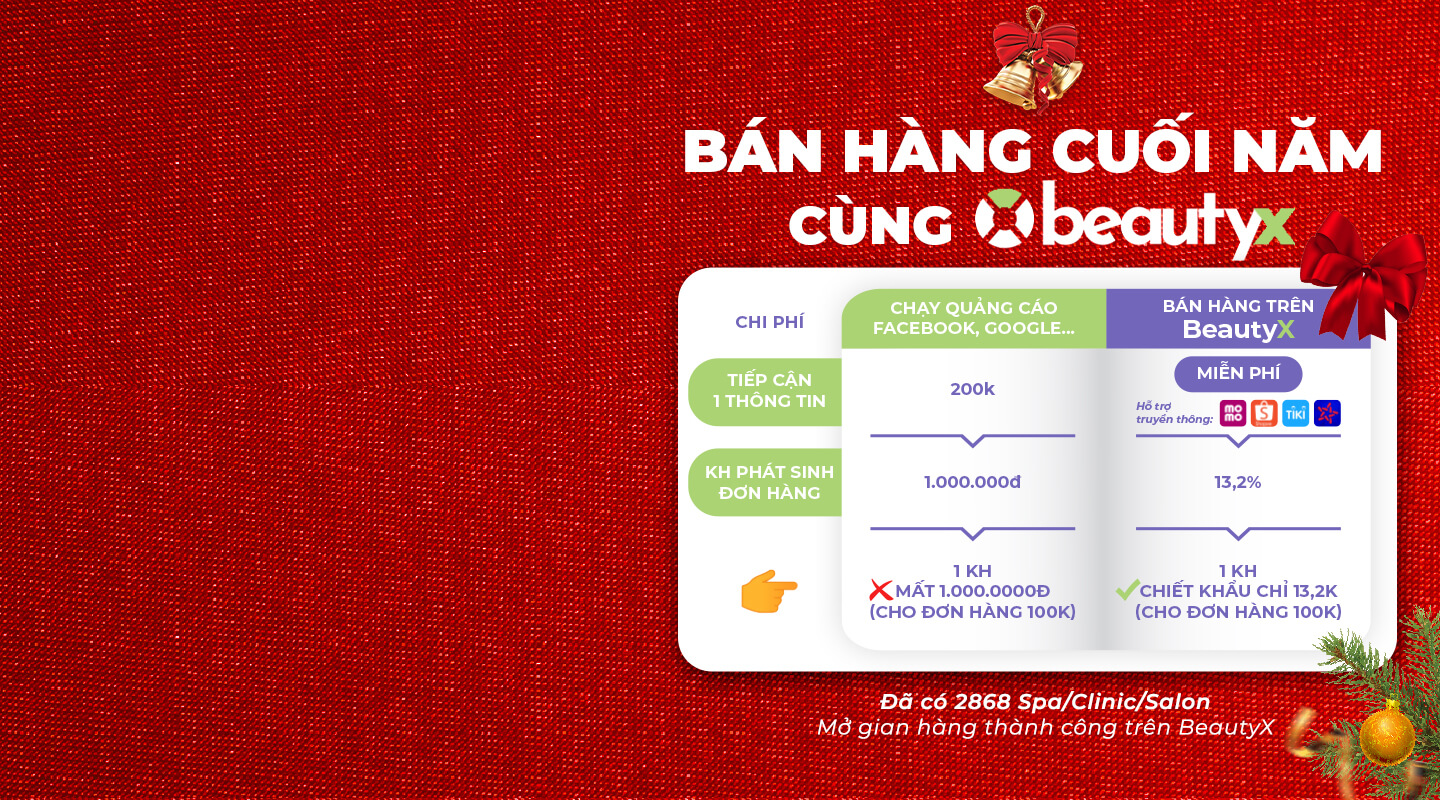 BÁN HÀNG CUỐI NĂM
CÙNG beautyx
CHI PHÍ
CHẠY QUẢNG CÁO
FACEBOOK, GOOGLE...
BÁN HÀNG TRÊN
BeautyX
TIẾP CẬN
1 THÔNG TIN
200k
MIỄN PHÍ
Hỗ trợ
truyền thông:
mo
mo
S
TIKI
KH PHÁT SINH
ĐƠN HÀNG
1.000.000đ
13,2%
1 KH
MẤT 1.000.0000Đ
(CHO ĐƠN HÀNG 100K)
1 KH
CHIẾT KHẤU CHỈ 13,2K
(CHO ĐƠN HÀNG 100K)
Đã có 2868 Spa/Clinic/Salon
Mở gian hàng thành công trên BeautyX